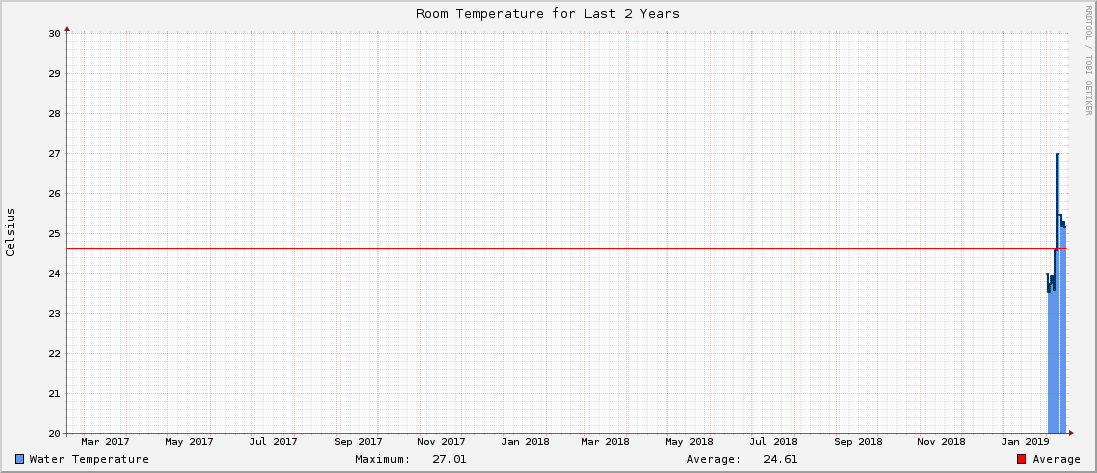 Room Temperature for Last 2 Years
RRDTOOL / TOBI OETIKER
Celsius
30
29
28
27
26
25
24
23
22
21
20
Mar 2017 May 2017 Jul 2017 Sep 2017 Nov 2017 Jan 2018 Mar 2018 May 2018 Jul 2018 Sep 2018 Nov 2018 Jan 2019
Water Temperature Maximum: 27.01 Average: 24.61 Average